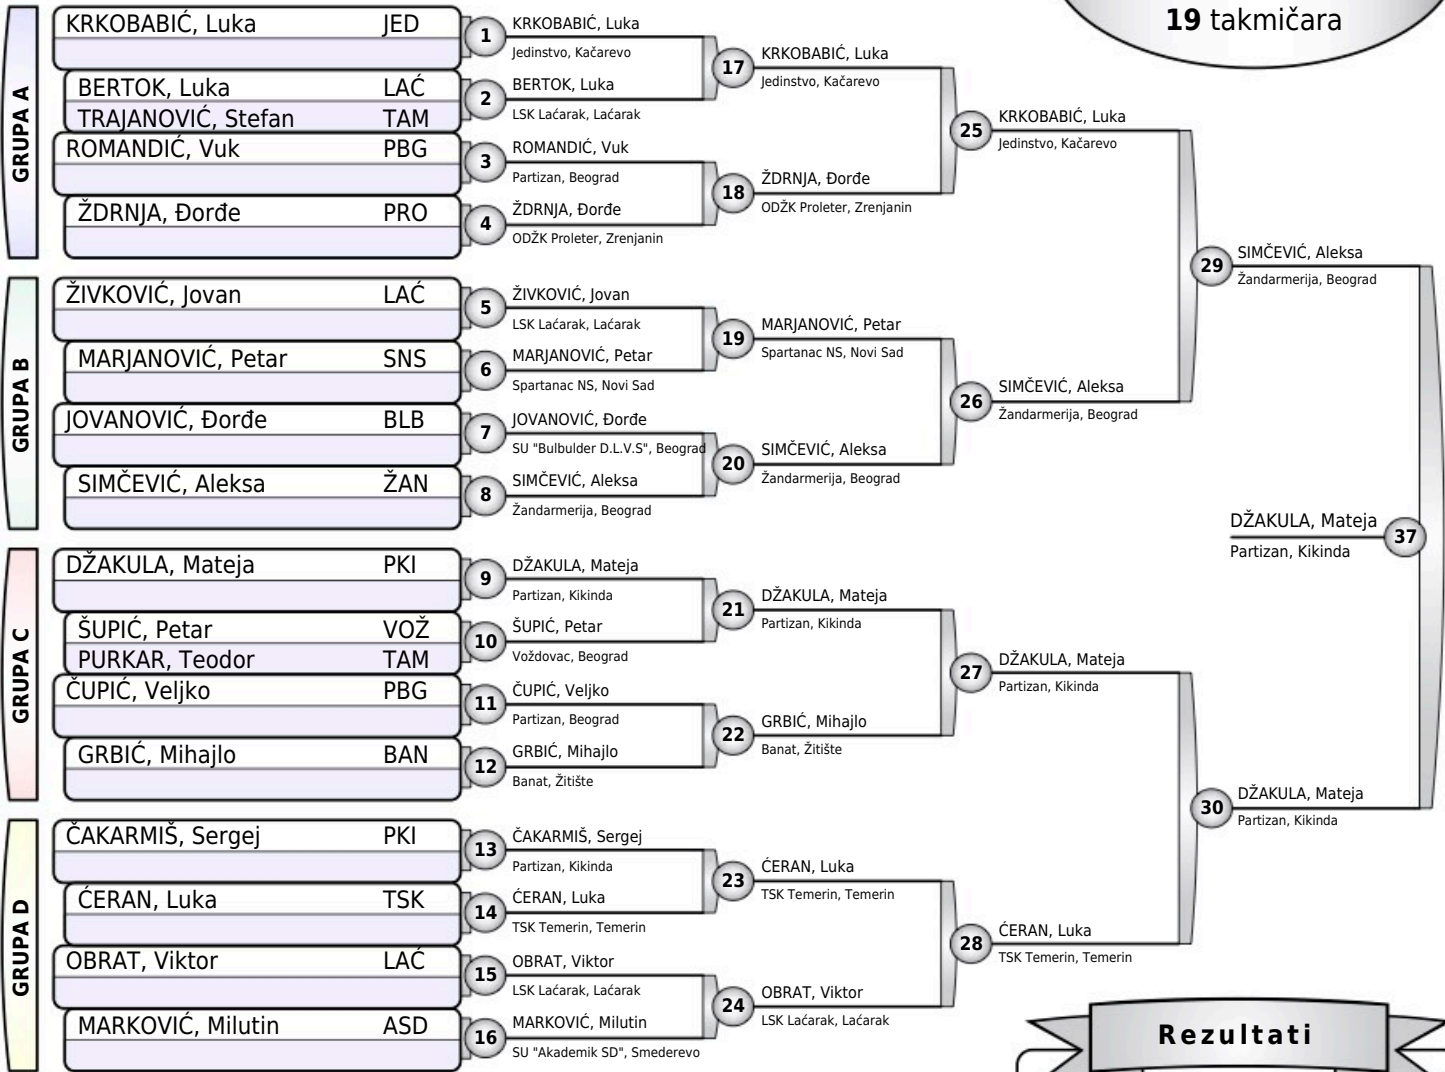 19 takmičara
GRUPA A
KRKOBABIĆ, Luka JED
BERTOK, Luka LAĆ
TRAJANOVIĆ, Stefan TAM
ROMANDIĆ, Vuk PBG
ŽDRNJA, Đorđe PRO
1 KRKOBABIĆ, Luka
Jedinstvo, Kačarevo
2 BERTOK, Luka
LSK Laćarak, Laćarak
3 ROMANDIĆ, Vuk
Partizan, Beograd
4 ŽDRNJA, Đorđe
ODŽK Proleter, Zrenjanin
17 KRKOBABIĆ, Luka
Jedinstvo, Kačarevo
18 ŽDRNJA, Đorđe
ODŽK Proleter, Zrenjanin
25 KRKOBABIĆ, Luka
Jedinstvo, Kačarevo
GRUPA B
ŽIVKOVIĆ, Jovan LAĆ
MARJANOVIĆ, Petar SNS
JOVANOVIĆ, Đorđe BLB
SIMČEVIĆ, Aleksa ŽAN
5 ŽIVKOVIĆ, Jovan
LSK Laćarak, Laćarak
6 MARJANOVIĆ, Petar
Spartanac NS, Novi Sad
7 JOVANOVIĆ, Đorđe
SU "Bulbulder D.L.V.S", Beograd
8 SIMČEVIĆ, Aleksa
Žandarmerija, Beograd
19 MARJANOVIĆ, Petar
Spartanac NS, Novi Sad
20 SIMČEVIĆ, Aleksa
Žandarmerija, Beograd
26 SIMČEVIĆ, Aleksa
Žandarmerija, Beograd
29 SIMČEVIĆ, Aleksa
Žandarmerija, Beograd
GRUPA C
DŽAKULA, Mateja PKI
ŠUPIĆ, Petar VOŽ
PURKAR, Teodor TAM
ČUPIĆ, Veljko PBG
GRBIĆ, Mihajlo BAN
9 DŽAKULA, Mateja
Partizan, Kikinda
10 ŠUPIĆ, Petar
Voždovac, Beograd
11 ČUPIĆ, Veljko
Partizan, Beograd
12 GRBIĆ, Mihajlo
Banat, Žitište
21 DŽAKULA, Mateja
Partizan, Kikinda
22 GRBIĆ, Mihajlo
Banat, Žitište
27 DŽAKULA, Mateja
Partizan, Kikinda
GRUPA D
ČAKARMIŠ, Sergej PKI
ĆERAN, Luka TSK
OBRAT, Viktor LAĆ
MARKOVIĆ, Milutin ASD
13 ČAKARMIŠ, Sergej
Partizan, Kikinda
14 ĆERAN, Luka
TSK Temerin, Temerin
15 OBRAT, Viktor
LSK Laćarak, Laćarak
16 MARKOVIĆ, Milutin
SU "Akademik SD", Smederevo
23 ĆERAN, Luka
TSK Temerin, Temerin
24 OBRAT, Viktor
LSK Laćarak, Laćarak
28 ĆERAN, Luka
TSK Temerin, Temerin
30 DŽAKULA, Mateja
Partizan, Kikinda
DŽAKULA, Mateja 37
Partizan, Kikinda
Rezultati